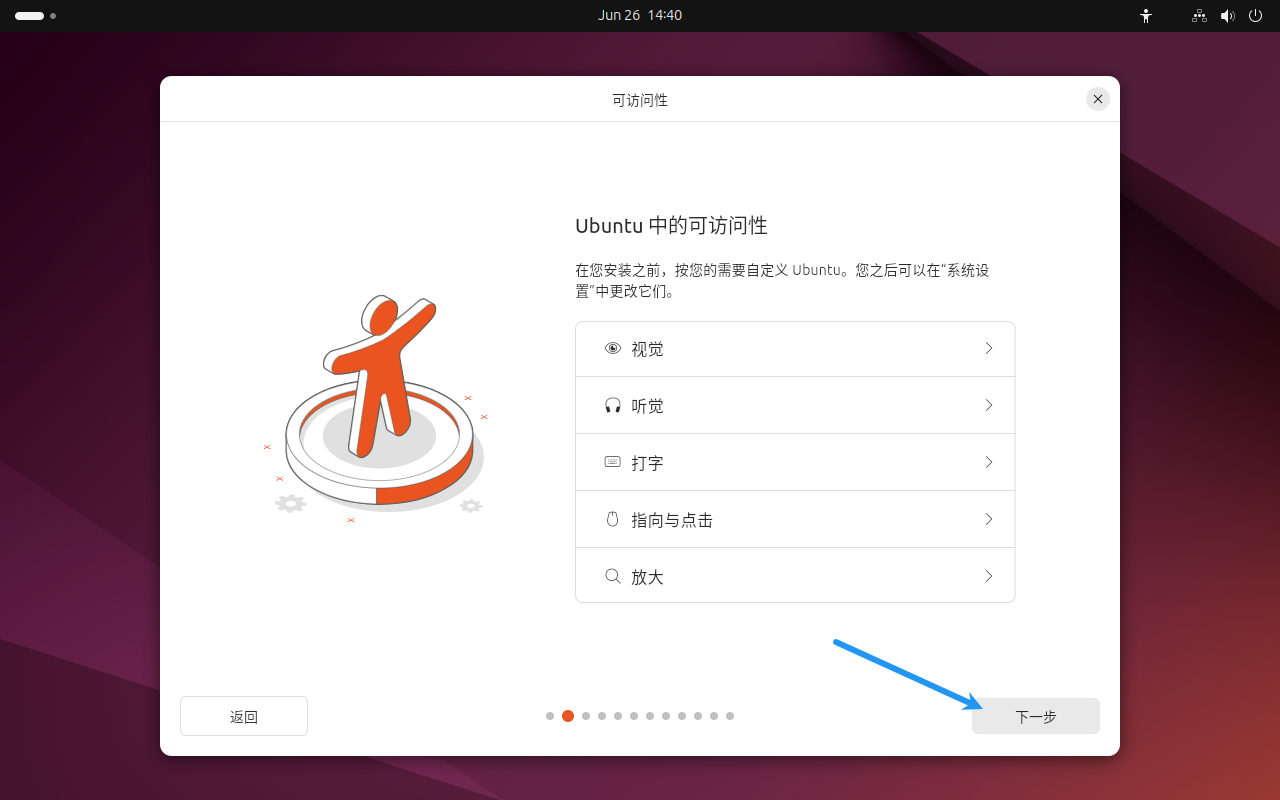 Jun 26 14:40
可访问性
Ubuntu 中的可访问性
在您安装之前，按您的需要自定义 Ubuntu。您之后可以在“系统设
置”中更改它们。
视觉
听觉
打字
指向与点击
放大
返回
下一步